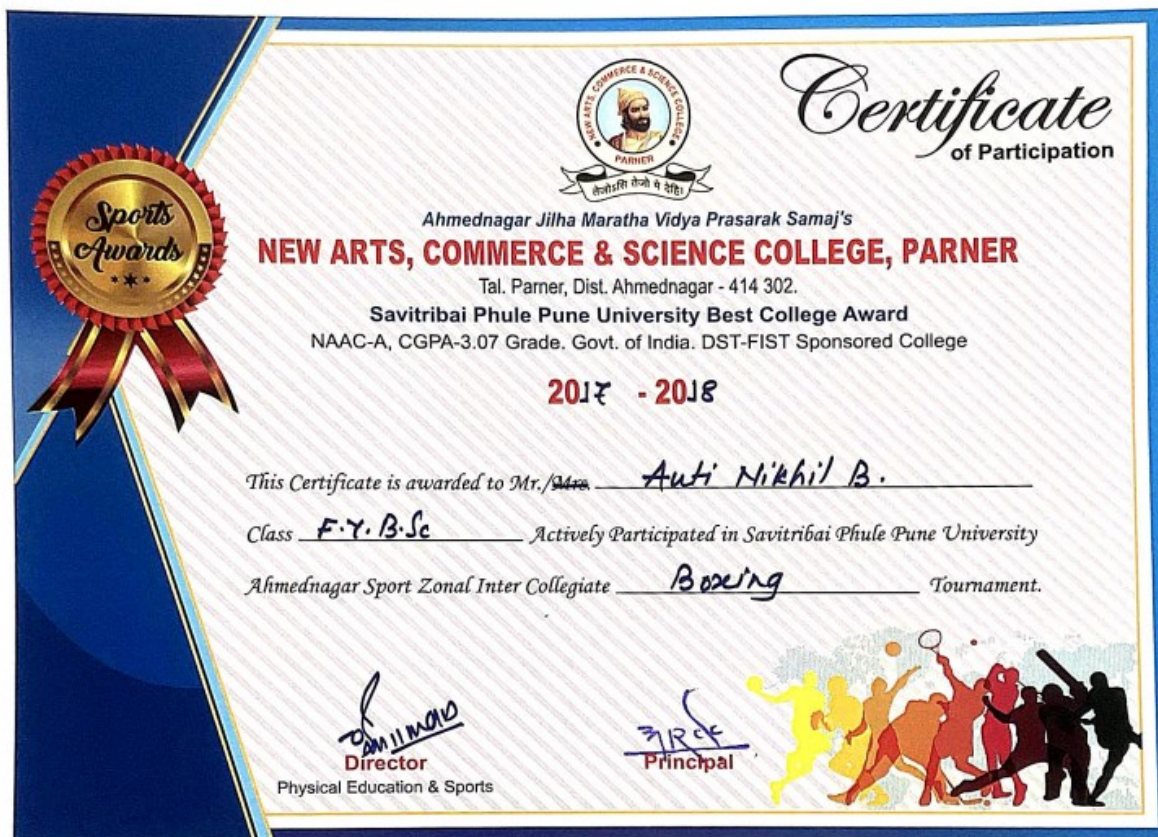 Certificate
of Participation
Sports
Awards
NEW ARTS, COMMERCE & SCIENCE COLLEGE
PARNER
तेजोऽसि तेजो मे देहि।
Ahmednagar Jilha Maratha Vidya Prasarak Samaj's
NEW ARTS, COMMERCE & SCIENCE COLLEGE, PARNER
Tal. Parner, Dist. Ahmednagar - 414 302.
Savitribai Phule Pune University Best College Award
NAAC-A, CGPA-3.07 Grade. Govt. of India. DST-FIST Sponsored College
2017 - 2018
This Certificate is awarded to Mr./Mrs. Auti Nikhil B.
Class F.Y.B.Sc Actively Participated in Savitribai Phule Pune University
Ahmednagar Sport Zonal Inter Collegiate Boxing Tournament.
Director
Physical Education & Sports
Principal